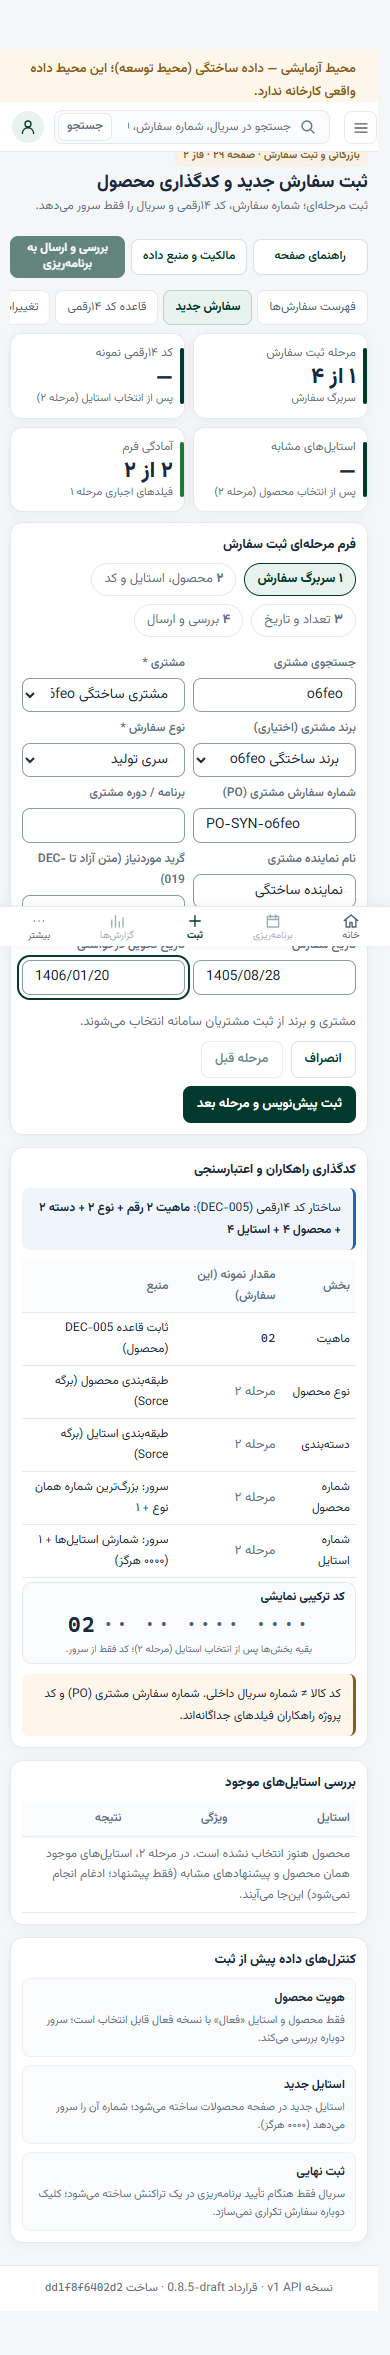 محیط آزمایشی — داده ساختگی (محیط توسعه)؛ این محیط داده
واقعی کارخانه ندارد.
جستجو در سریال، شماره سفارش،
جستجو
بازرگانی و ثبت سفارش · صفحه ۲۹ · فاز ۲
ثبت سفارش جدید و کدگذاری محصول
ثبت مرحله‌ای؛ شماره سفارش، کد ۱۴رقمی و سریال را فقط سرور می‌دهد.
راهنمای صفحه
مالکیت و منبع داده
بررسی و ارسال به
برنامه‌ریزی
فهرست سفارش‌ها
سفارش جدید
قاعده کد ۱۴رقمی
مرحله ثبت سفارش
۱ از ۴
سربرگ سفارش
کد ۱۴رقمی نمونه
—
پس از انتخاب استایل (مرحله ۲)
استایل‌های مشابه
—
پس از انتخاب محصول (مرحله ۲)
آمادگی فرم
۲ از ۲
فیلدهای اجباری مرحله ۱
فرم مرحله‌ای ثبت سفارش
۱ سربرگ سفارش
۲ محصول، استایل و کد
۳ تعداد و تاریخ
۴ بررسی و ارسال
جستجوی مشتری
مشتری *
o6feo
مشتری ساختگی
برند مشتری (اختیاری)
نوع سفارش *
برند ساختگی o6feo
سری تولید
شماره سفارش مشتری (PO)
برنامه / دوره مشتری
PO-SYN-o6feo
نام نماینده مشتری
گرید موردنیاز (متن آزاد تا DEC-
019)
نماینده ساختگی
خانه
برنامه‌ریزی
ثبت
گزارش‌ها
بیشتر
1405/08/28
1406/01/20
مشتری و برند از ثبت مشتریان سامانه انتخاب می‌شوند.
انصراف
مرحله قبل
ثبت پیش‌نویس و مرحله بعد
کدگذاری راهکاران و اعتبارسنجی
ساختار کد ۱۴رقمی (DEC-005): ماهیت ۲ رقم + نوع ۲ + دسته ۲
+ محصول ۴ + استایل ۴
بخش
مقدار نمونه (این
سفارش)
منبع
ماهیت
02
ثابت قاعده DEC-005
(محصول)
نوع محصول
مرحله ۲
طبقه‌بندی محصول (برگه
Sorce)
دسته‌بندی
مرحله ۲
طبقه‌بندی استایل (برگه
Sorce)
شماره
محصول
مرحله ۲
سرور: بزرگ‌ترین شماره همان
نوع + ۱
شماره
استایل
مرحله ۲
سرور: شمارش استایل‌ها + ۱
(۰۰۰۰ هرگز)
کد ترکیبی نمایشی
02 •• •• •••• ••••
بقیه بخش‌ها پس از انتخاب استایل (مرحله ۲)؛ کد فقط از سرور.
کد کالا ≠ شماره سریال داخلی. شماره سفارش مشتری (PO) و کد
پروژه راهکاران فیلدهای جداگانه‌اند.
بررسی استایل‌های موجود
استایل
ویژگی
نتیجه
محصول هنوز انتخاب نشده است. در مرحله ۲، استایل‌های موجود
همان محصول و پیشنهادهای مشابه (فقط پیشنهاد؛ ادغام انجام
نمی‌شود) این‌جا می‌آیند.
کنترل‌های داده پیش از ثبت
هویت محصول
فقط محصول و استایل «فعال» با نسخه فعال قابل انتخاب است؛ سرور
دوباره بررسی می‌کند.
استایل جدید
استایل جدید در صفحه محصولات ساخته می‌شود؛ شماره آن را سرور
می‌دهد (۰۰۰۰ هرگز).
ثبت نهایی
سریال فقط هنگام تأیید برنامه‌ریزی در یک تراکنش ساخته می‌شود؛ کلیک
دوباره سفارش تکراری نمی‌سازد.
نسخه v1 API · قرارداد 0.8.5-draft · ساخت dd1f8f6402d2